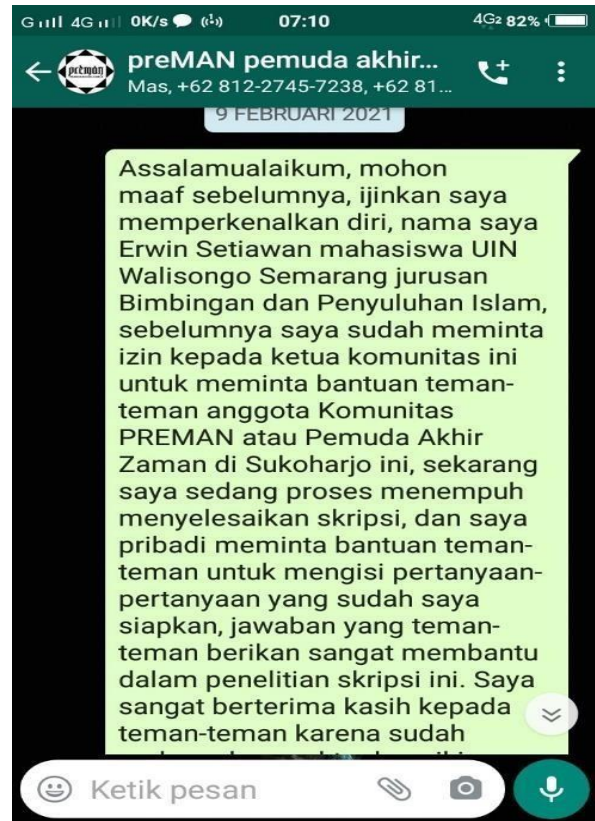 4G 0K/s 07:10 4G2 82%
preMAN pemuda akhir...
Mas, +62 812-2745-7238, +62 81...
9 FEBRUARI 2021
Assalamualaikum, mohon
maaf sebelumnya, ijinkan saya
memperkenalkan diri, nama saya
Erwin Setiawan mahasiswa UIN
Walisongo Semarang jurusan
Bimbingan dan Penyuluhan Islam,
sebelumnya saya sudah meminta
izin kepada ketua komunitas ini
untuk meminta bantuan teman-
teman anggota Komunitas
PREMAN atau Pemuda Akhir
Zaman di Sukoharjo ini, sekarang
saya sedang proses menempuh
menyelesaikan skripsi, dan saya
pribadi meminta bantuan teman-
teman untuk mengisi pertanyaan-
pertanyaan yang sudah saya
siapkan, jawaban yang teman-
teman berikan sangat membantu
dalam penelitian skripsi ini. Saya
sangat berterima kasih kepada
teman-teman karena sudah
Ketik pesan